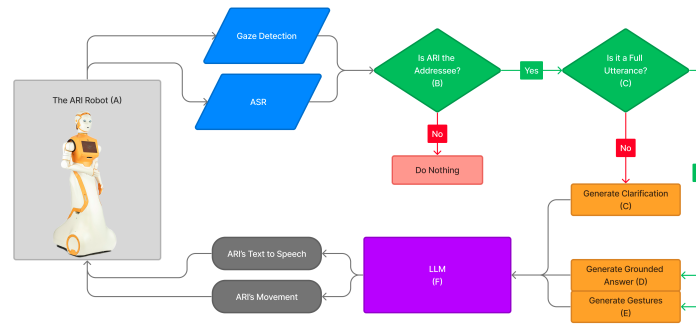 Gaze Detection
ASR
The ARI Robot (A)
Is ARI the
Addressee?
(B)
Yes
Is it a Full
Utterance?
(C)
No
Do Nothing
No
Generate Clarification
(C)
ARI's Text to Speech
ARI's Movement
LLM
(F)
Generate Grounded
Answer (D)
Generate Gestures
(E)